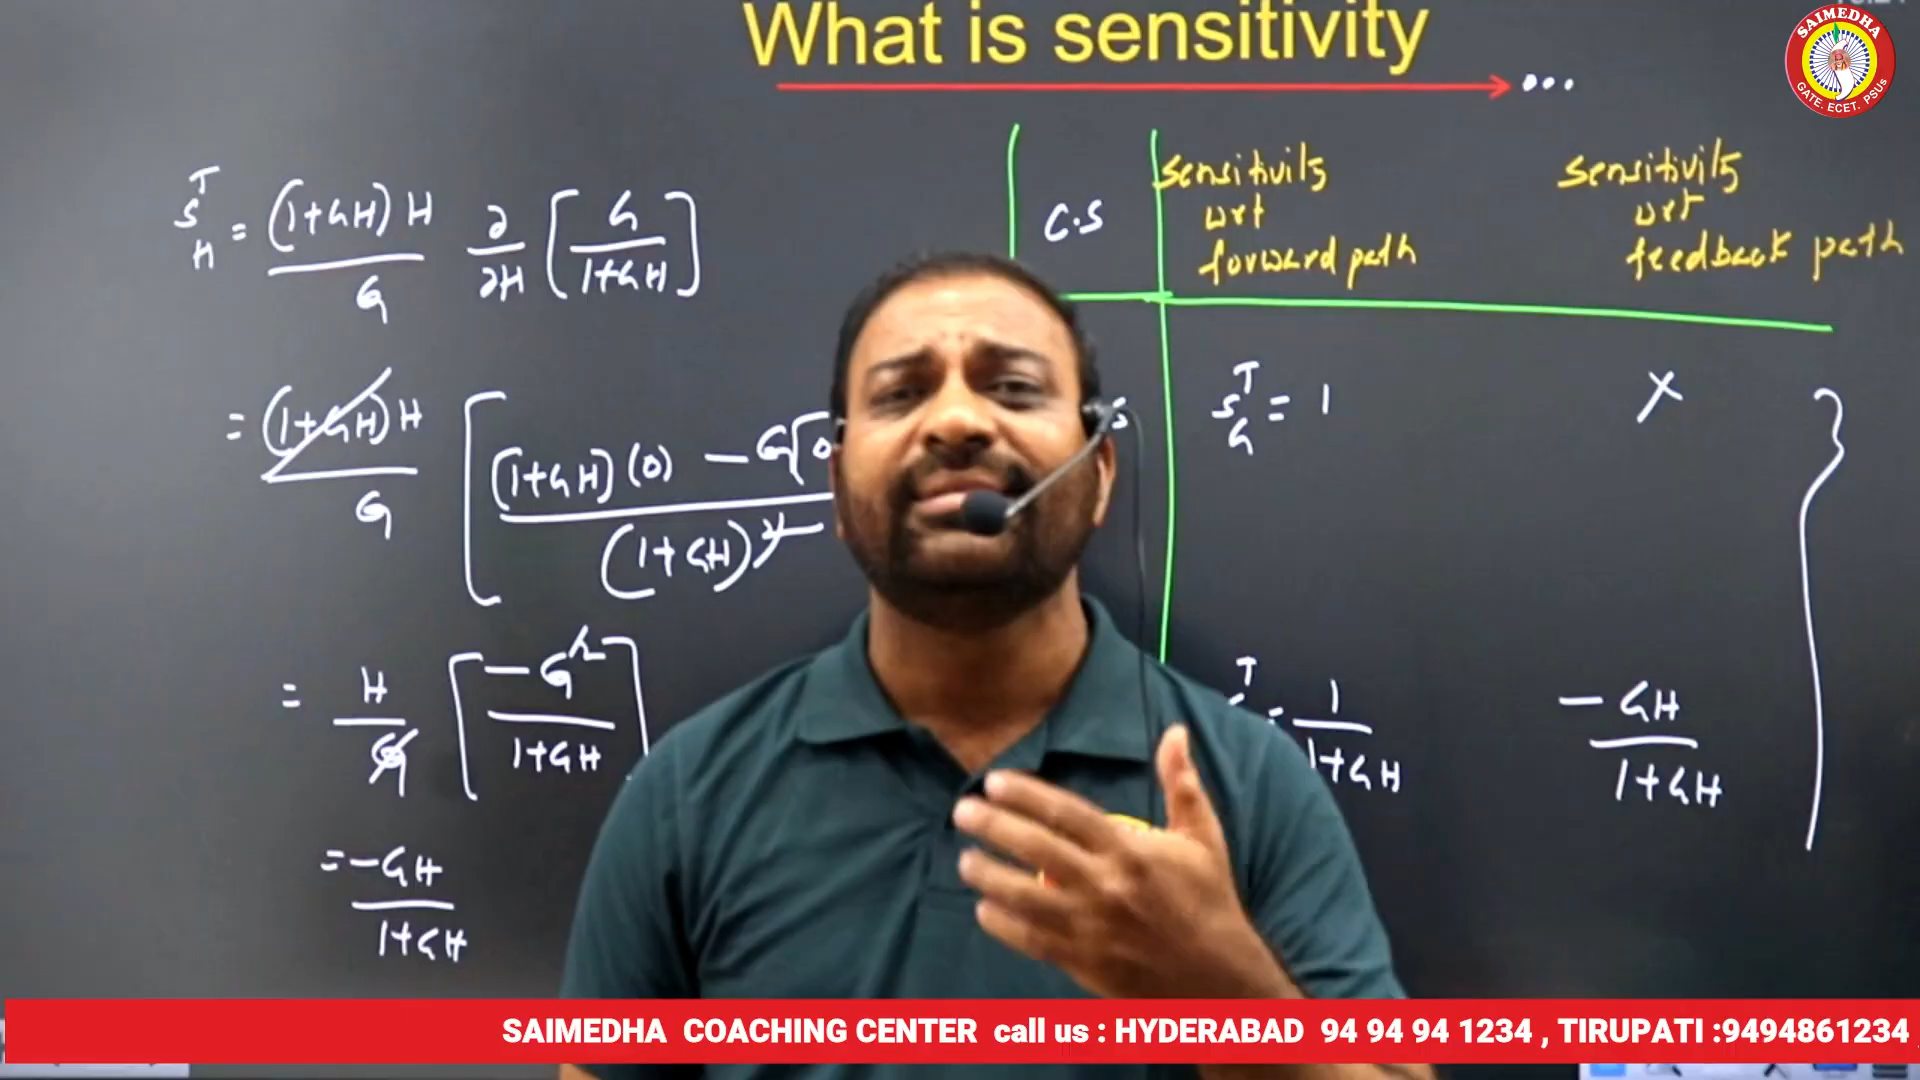 What is sensitivity
SAIMEDHA
GATE. ECET. PSUs
S^T_H = (1+GH)H/G ∂/∂H [G/1+GH]
= (1+GH)H/G [(1+GH)(0) - G[0
(1+GH)²
= H/G [-G²/1+GH]
= -GH/1+GH
C.S
sensitivity
wrt
forward path
sensitivity
wrt
feedback path
S^T_G = 1
X
T = 1/1+GH
-GH/1+GH
SAIMEDHA COACHING CENTER call us : HYDERABAD 94 94 94 1234 , TIRUPATI :9494861234